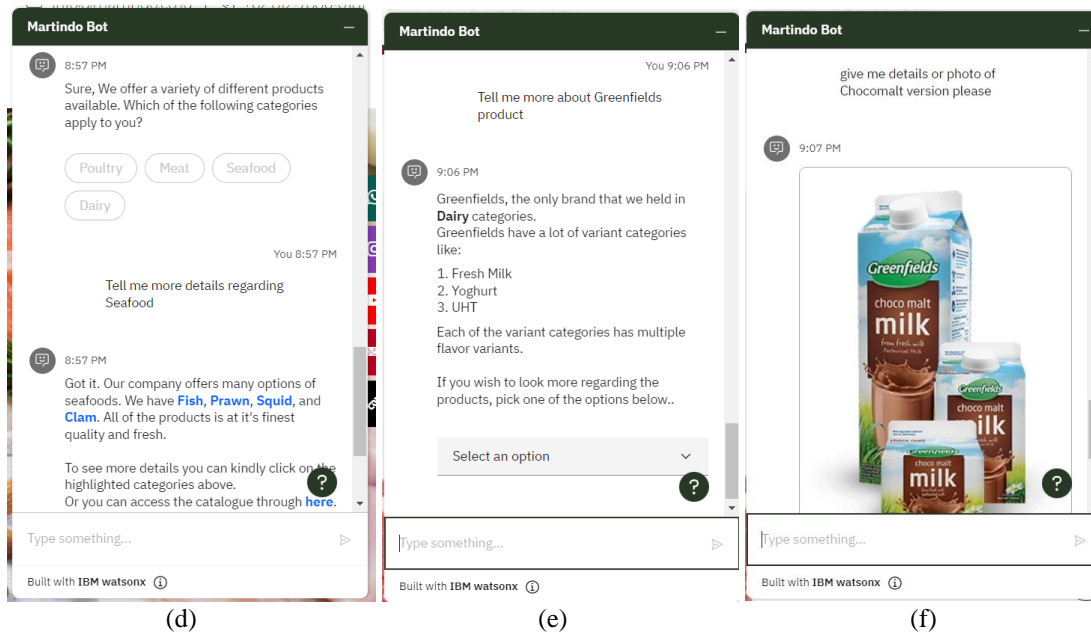 Martindo Bot
8:57 PM
Sure, We offer a variety of different products
available. Which of the following categories
apply to you?
Poultry
Meat
Seafood
Dairy
You 8:57 PM
Tell me more details regarding
Seafood
8:57 PM
Got it. Our company offers many options of
seafoods. We have Fish, Prawn, Squid, and
Clam. All of the products is at it's finest
quality and fresh.
To see more details you can kindly click on the
highlighted categories above.
Or you can access the catalogue through here.
?
Type something...
Built with IBM watsonx
(d)
Martindo Bot
You 9:06 PM
Tell me more about Greenfields
product
9:06 PM
Greenfields, the only brand that we held in
Dairy categories.
Greenfields have a lot of variant categories
like:
1. Fresh Milk
2. Yoghurt
3. UHT
Each of the variant categories has multiple
flavor variants.
If you wish to look more regarding the
products, pick one of the options below..
Select an option
?
Type something...
Built with IBM watsonx
(e)
Martindo Bot
give me details or photo of
Chocomalt version please
9:07 PM
Greenfields
choco malt
milk
from fresh milk
Pasteurized Milk
Greenfields
choco malt
milk
Greenfields
choco malt
milk
?
Type something...
Built with IBM watsonx
(f)